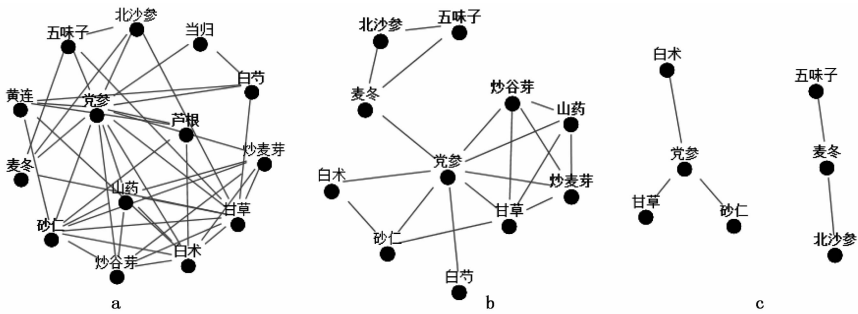 北沙参
五味子
当归
白芍
黄连
党参
芦根
炒麦芽
麦冬
山药
甘草
砂仁
炒谷芽
白术
a
北沙参
五味子
麦冬
炒谷芽
山药
党参
白术
炒麦芽
甘草
砂仁
白芍
b
白术
五味子
党参
麦冬
甘草
砂仁
北沙参
c